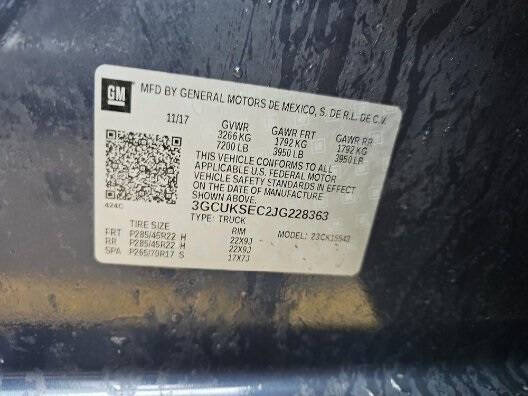 GM
MFD BY GENERAL MOTORS DE MEXICO, S. DE R.L. DE C.V.
11/17 GVWR GAWR FRT GAWR RR
3266 KG 1792 KG 1792 KG
7200 LB 3950 LB 3950 LB
THIS VEHICLE CONFORMS TO ALL
APPLICABLE U.S. FEDERAL MOTOR
VEHICLE SAFETY STANDARDS IN
EFFECT ON THE DATE OF MANUFACTURE
SHOWN ABOVE.
424C 3GCUKSEC2JG228363
TYPE: TRUCK MODEL: 23CK15543
TIRE SIZE RIM
FRT P285/45R22 H 22X9J
RR P285/45R22 H 22X9J
SPA P265/70R17 S 17X7J